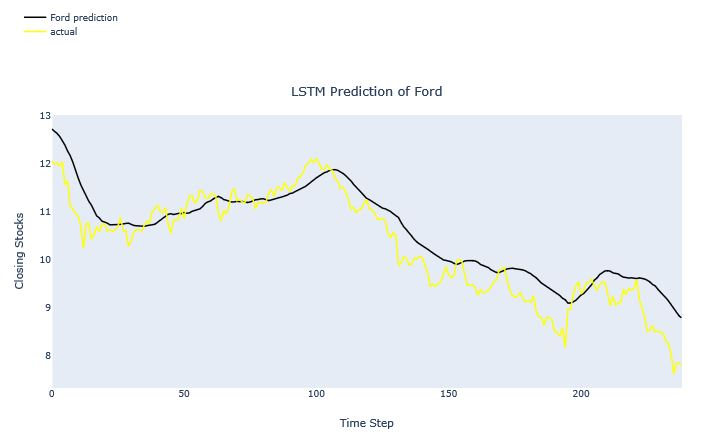 Ford prediction
actual
LSTM Prediction of Ford
13
12
11
10
9
8
Closing Stocks
0 50 100 150 200
Time Step